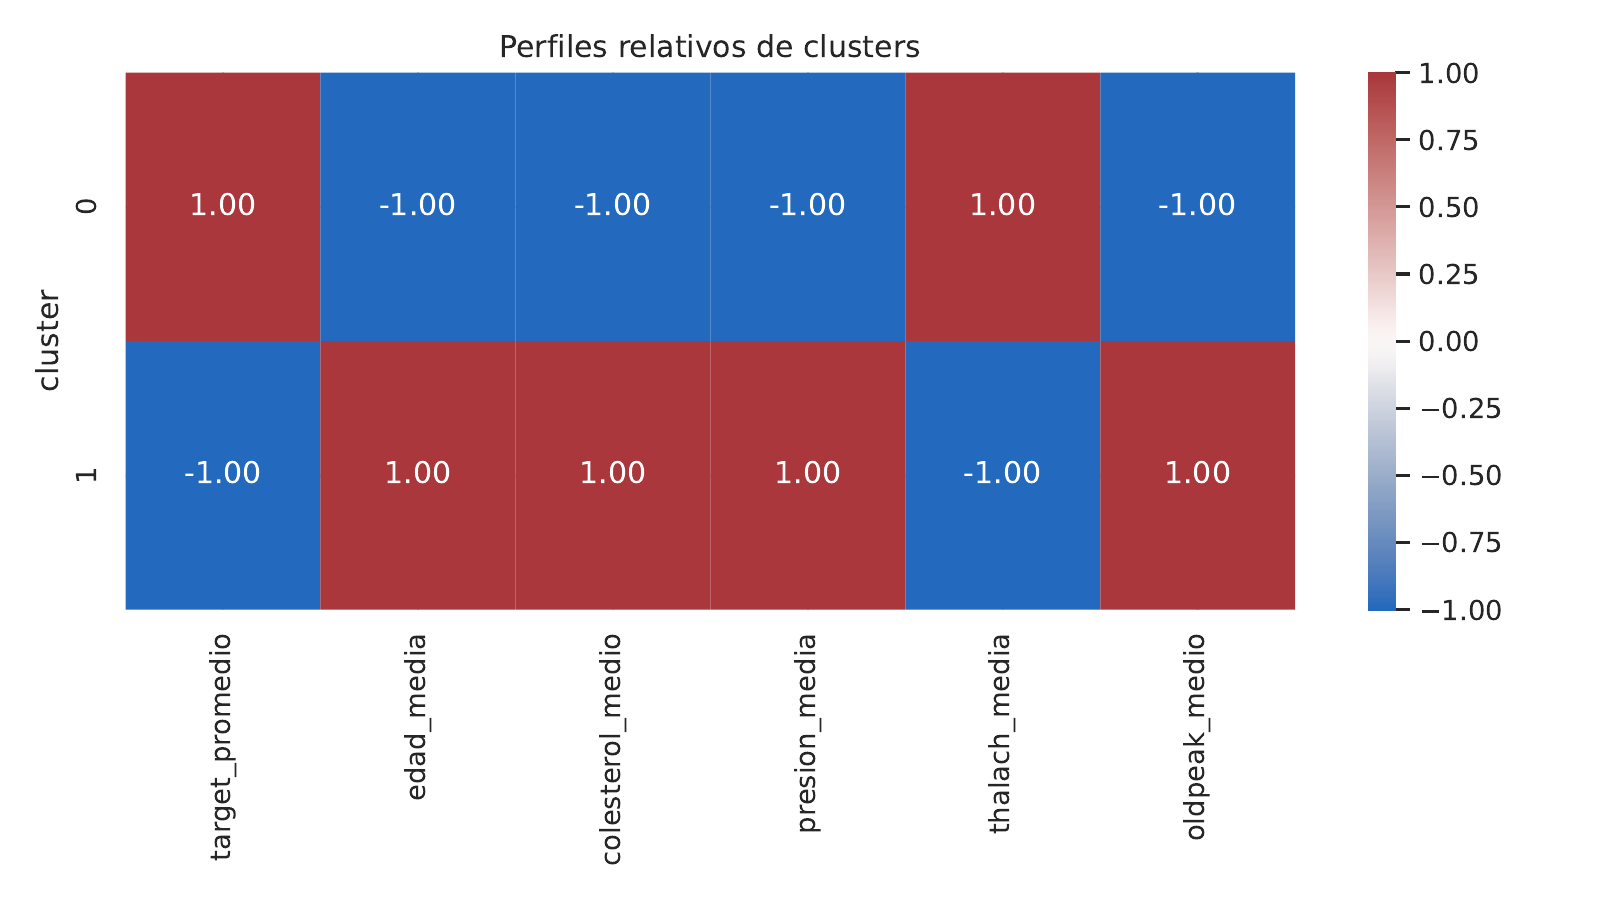 Perfiles relativos de clusters
cluster
0
1.00 -1.00 -1.00 -1.00 1.00 -1.00
1
-1.00 1.00 1.00 1.00 -1.00 1.00
target_promedio
edad_media
colesterol_medio
presion_media
thalach_media
oldpeak_medio
1.00
0.75
0.50
0.25
0.00
−0.25
−0.50
−0.75
−1.00